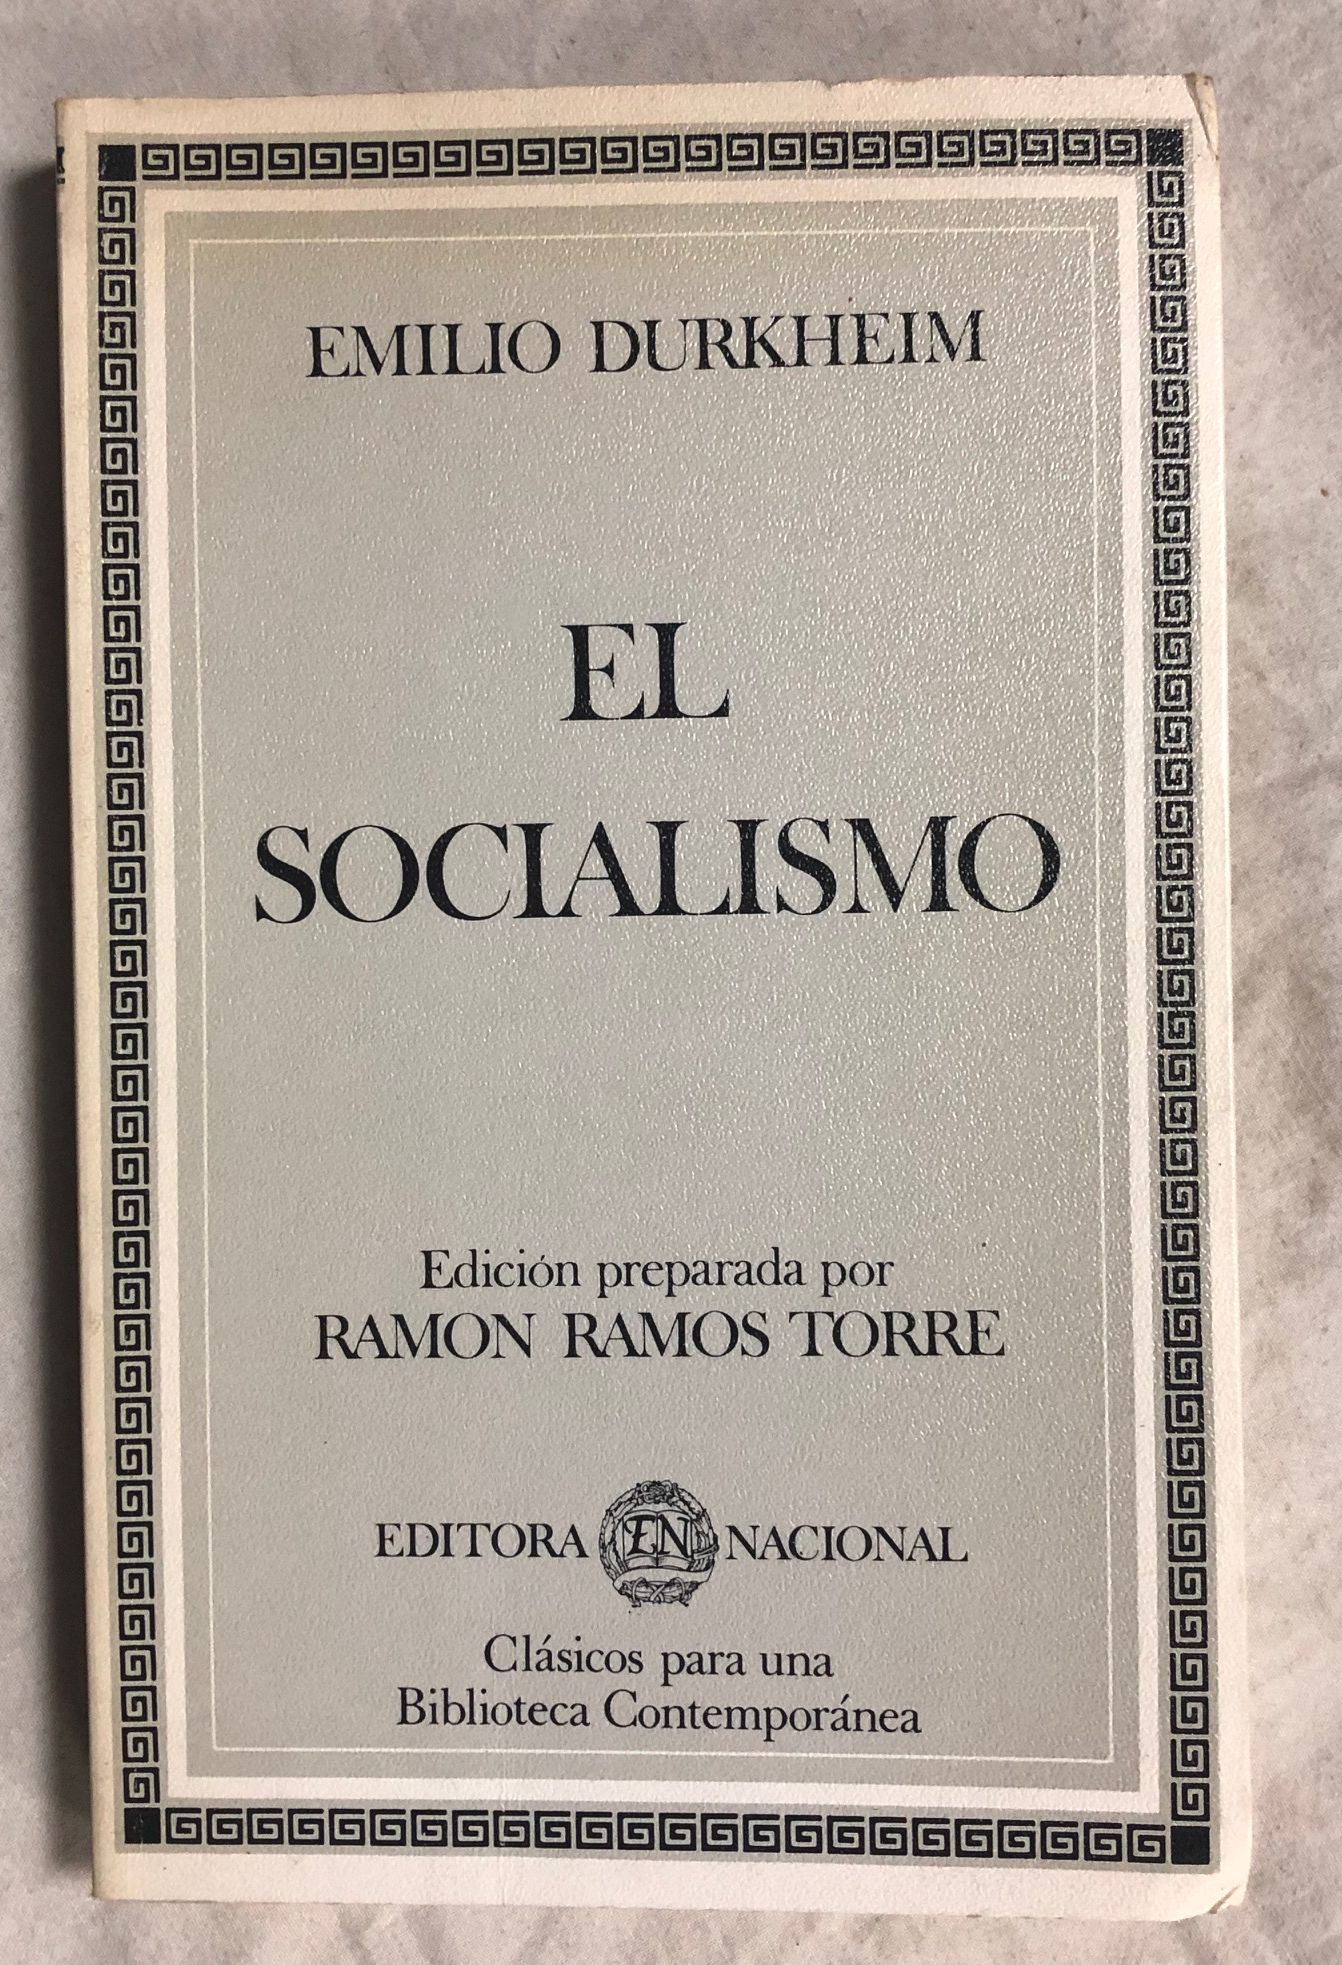 EMILIO DURKHEIM
EL
SOCIALISMO
Edición preparada por
RAMON RAMOS TORRE
EDITORA EN NACIONAL
Clásicos para una
Biblioteca Contemporánea